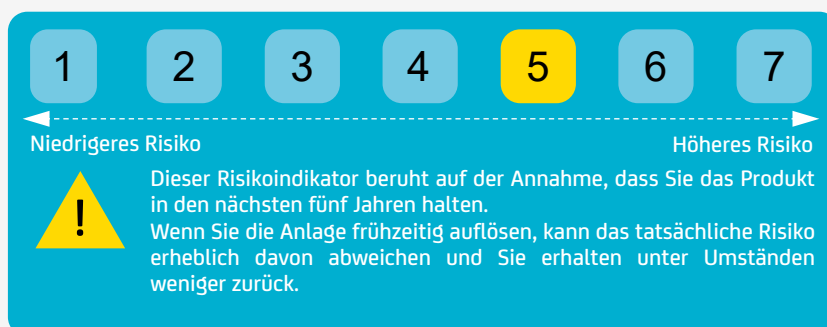 1 2 3 4 5 6 7
Niedrigeres Risiko Höheres Risiko
Dieser Risikoindikator beruht auf der Annahme, dass Sie das Produkt
in den nächsten fünf Jahren halten.
Wenn Sie die Anlage frühzeitig auflösen, kann das tatsächliche Risiko
erheblich davon abweichen und Sie erhalten unter Umständen
weniger zurück.
!